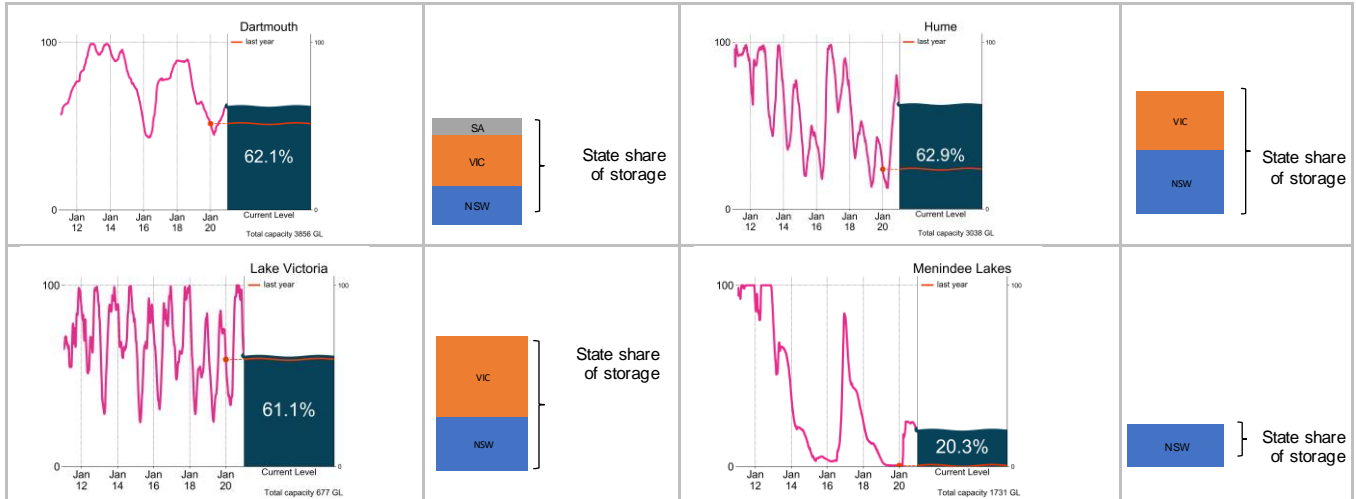 Dartmouth
last year
100
100
62.1%
0
0
Jan Jan Jan Jan Jan
12 14 16 18 20
Current Level
Total capacity 3856 GL
SA
VIC
NSW
State share
of storage
Hume
last year
100
100
62.9%
0
0
Jan Jan Jan Jan Jan
12 14 16 18 20
Current Level
Total capacity 3038 GL
VIC
NSW
State share
of storage
Lake Victoria
last year
100
100
61.1%
0
0
Jan Jan Jan Jan Jan
12 14 16 18 20
Current Level
Total capacity 677 GL
VIC
NSW
State share
of storage
Menindee Lakes
last year
100
100
20.3%
0
0
Jan Jan Jan Jan Jan
12 14 16 18 20
Current Level
Total capacity 1731 GL
NSW
State share
of storage